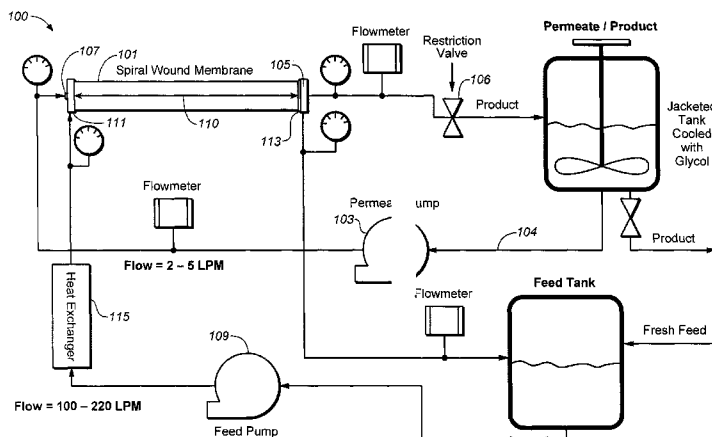 100
107
101
Spiral Wound Membrane
105
Flowmeter
Restriction
Valve
106
Product
Permeate / Product
Jacketed
Tank
Cooled
with
Glycol
111
110
113
Flowmeter
103
104
Product
Flow = 2 – 5 LPM
Heat Exchanger
115
Flowmeter
Feed Tank
Fresh Feed
109
Feed Pump
Flow = 100 – 220 LPM